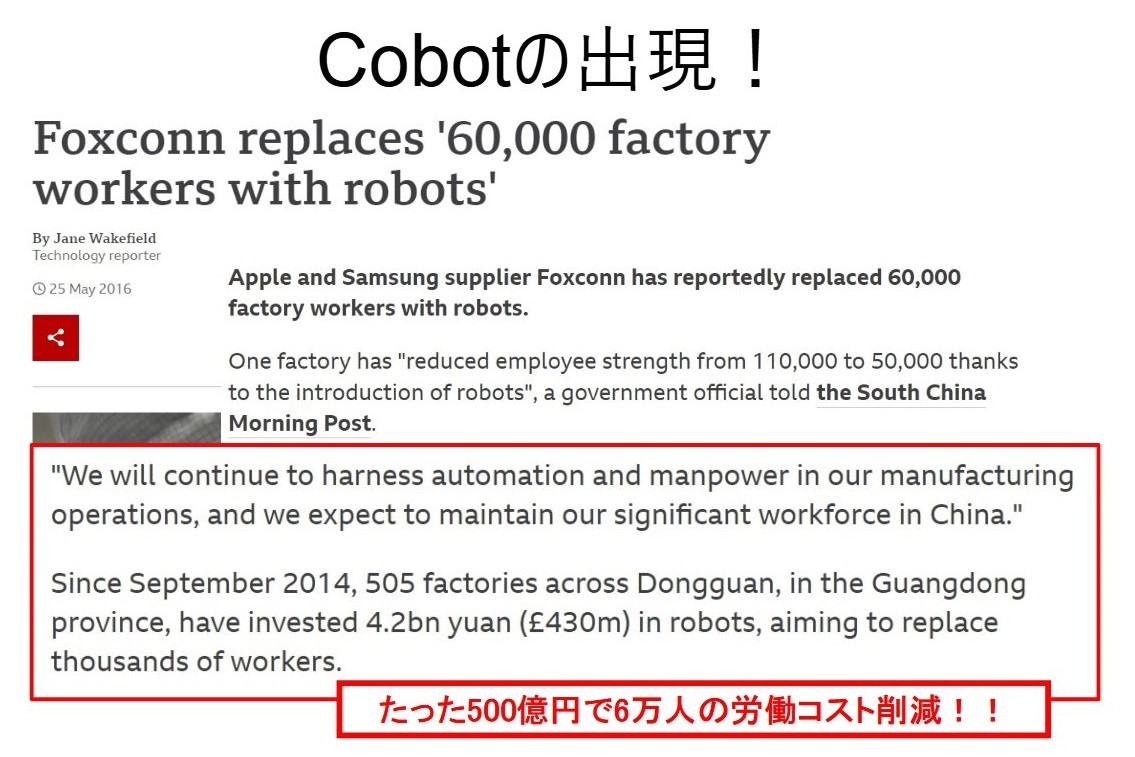 Cobotの出現！
Foxconn replaces '60,000 factory
workers with robots'
By Jane Wakefield
Technology reporter
25 May 2016
Apple and Samsung supplier Foxconn has reportedly replaced 60,000
factory workers with robots.
One factory has "reduced employee strength from 110,000 to 50,000 thanks
to the introduction of robots", a government official told the South China
Morning Post.
"We will continue to harness automation and manpower in our manufacturing
operations, and we expect to maintain our significant workforce in China."
Since September 2014, 505 factories across Dongguan, in the Guangdong
province, have invested 4.2bn yuan (£430m) in robots, aiming to replace
thousands of workers.
たった500億円で6万人の労働コスト削減！！